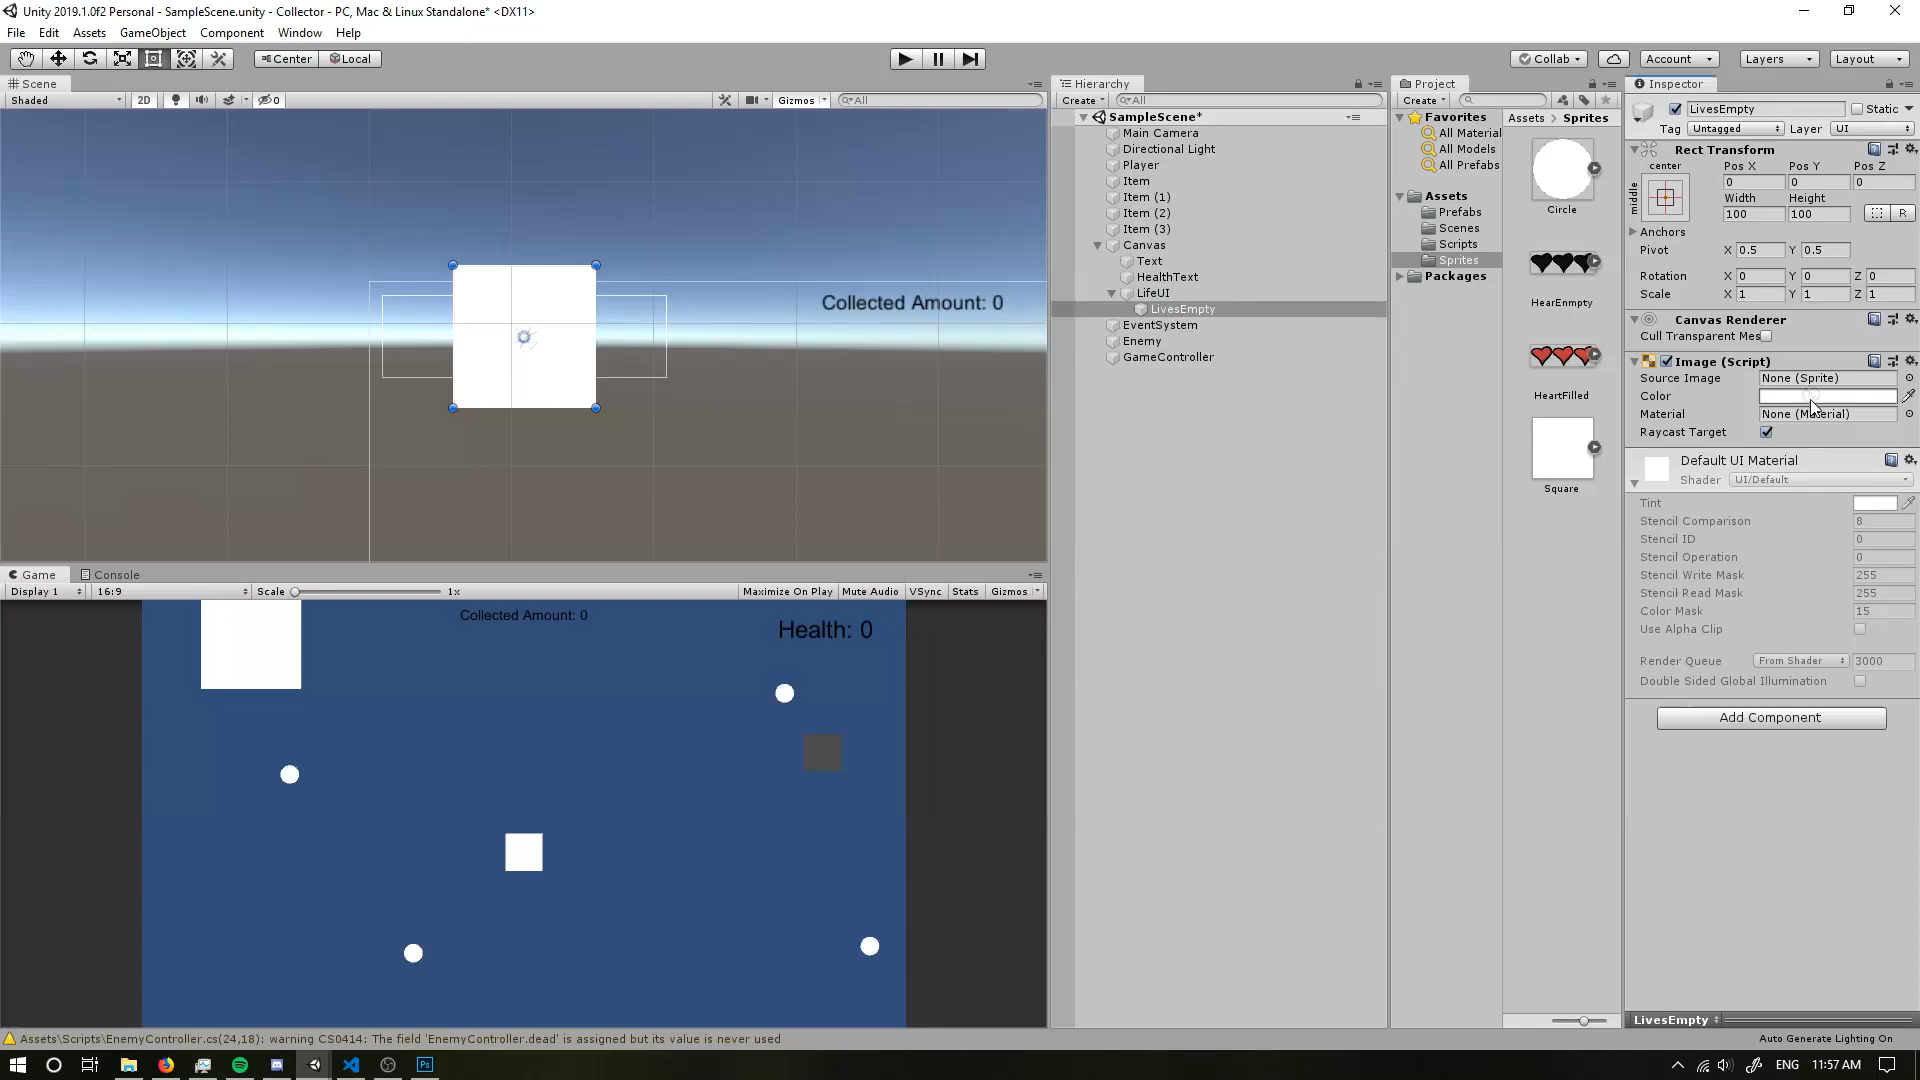 Unity 2019.1.0f2 Personal - SampleScene.unity - Collector - PC, Mac & Linux Standalone* <DX11>
File Edit Assets GameObject Component Window Help
Center Local Collab Account Layers Layout
Scene
Shaded 2D 0 Gizmos All
Collected Amount: 0
Game Console
Display 1 16:9 Scale 1x Maximize On Play Mute Audio VSync Stats Gizmos
Collected Amount: 0
Health: 0
Hierarchy
Create All
SampleScene*
Main Camera
Directional Light
Player
Item
Item (1)
Item (2)
Item (3)
Canvas
Text
HealthText
LifeUI
LivesEmpty
EventSystem
Enemy
GameController
Project
Create
Favorites
All Material
All Models
All Prefabs
Assets
Prefabs
Scenes
Scripts
Sprites
Packages
Assets > Sprites
Circle
HearEnmpty
HeartFilled
Square
Inspector
LivesEmpty Static
Tag Untagged Layer UI
Rect Transform
center Pos X Pos Y Pos Z
middle 0 0 0
Width Height
100 100 R
Anchors
Pivot X 0.5 Y 0.5
Rotation X 0 Y 0 Z 0
Scale X 1 Y 1 Z 1
Canvas Renderer
Cull Transparent Mes
Image (Script)
Source Image None (Sprite)
Color
Material None (Material)
Raycast Target
Default UI Material
Shader UI/Default
Tint
Stencil Comparison 8
Stencil ID 0
Stencil Operation 0
Stencil Write Mask 255
Stencil Read Mask 255
Color Mask 15
Use Alpha Clip
Render Queue From Shader 3000
Double Sided Global Illumination
Add Component
LivesEmpty
Assets\Scripts\EnemyController.cs(24,18): warning CS0414: The field 'EnemyController.dead' is assigned but its value is never used
Auto Generate Lighting On
Ps ENG 11:57 AM